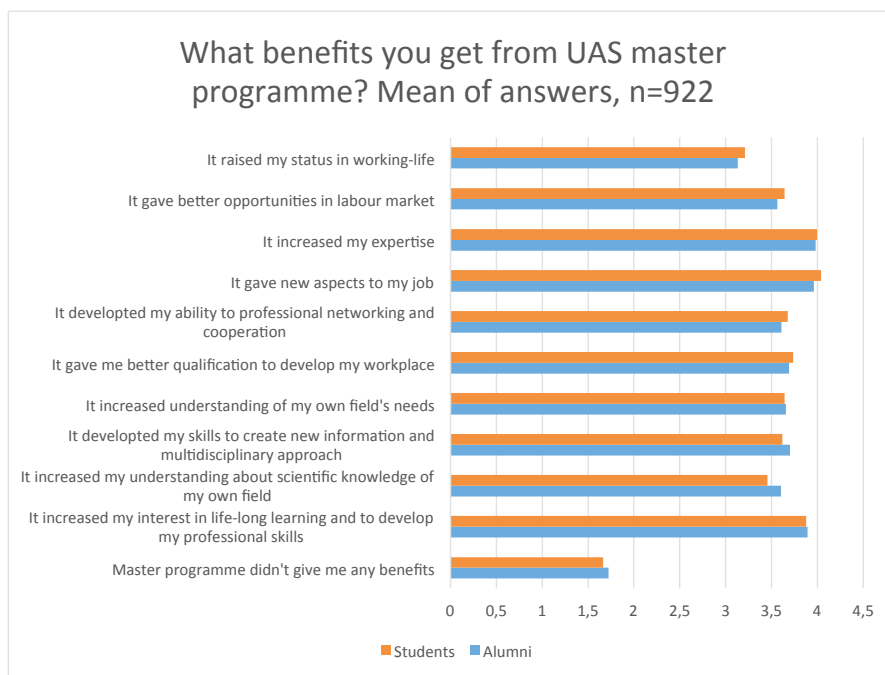 What benefits you get from UAS master
programme? Mean of answers, n=922
It raised my status in working-life
It gave better opportunities in labour market
It increased my expertise
It gave new aspects to my job
It developted my ability to professional networking and
cooperation
It gave me better qualification to develop my workplace
It increased understanding of my own field's needs
It developted my skills to create new information and
multidisciplinary approach
It increased my understanding about scientific knowledge of
my own field
It increased my interest in life-long learning and to develop
my professional skills
Master programme didn't give me any benefits
0 0,5 1 1,5 2 2,5 3 3,5 4 4,5
Students Alumni